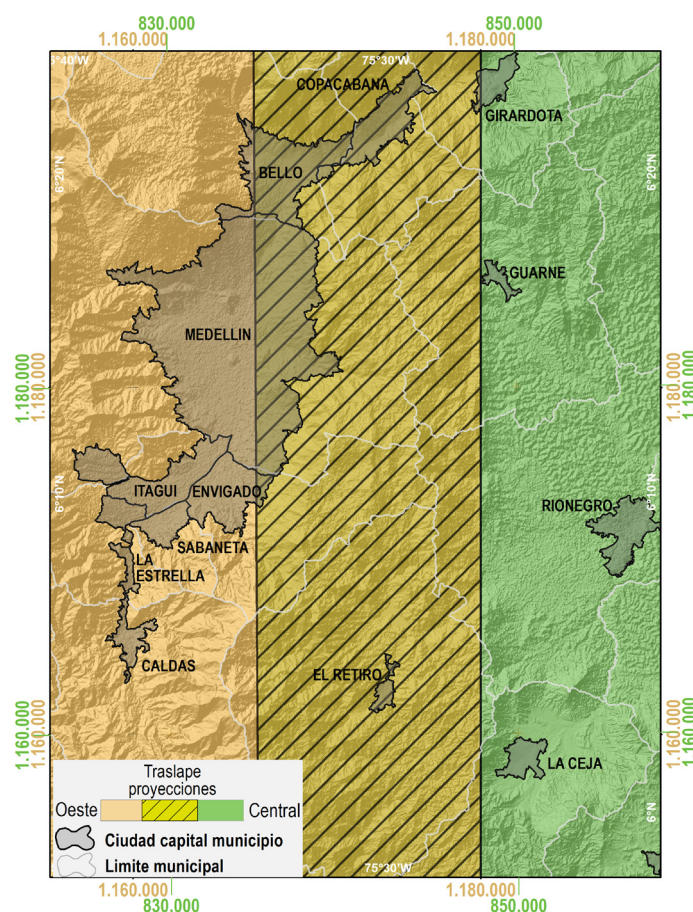 830.000
850.000
1.160.000
1.180.000
5°40'W
75°30'W
COPACABANA
GIRARDOTA
6°20'N
BELLO
6°20'N
GUARNE
MEDELLIN
1.180.000
1.180.000
1.180.000
1.180.000
ITAGUI
ENVIGADO
6°10'N
6°10'N
RIONEGRO
SABANETA
LA
ESTRELLA
CALDAS
EL RETIRO
1.160.000
1.160.000
1.160.000
1.160.000
LA CEJA
Traslape
proyecciones
Oeste
Central
6°N
Ciudad capital municipio
Limite municipal
75°30'W
1.160.000
1.180.000
830.000
850.000